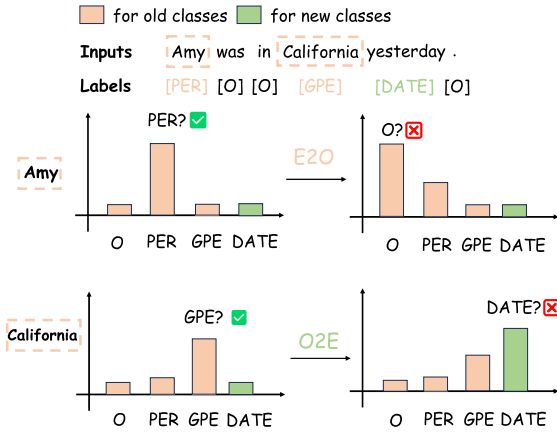 for old classes for new classes
Inputs Amy was in California yesterday .
Labels [PER] [O] [O] [GPE] [DATE] [O]
PER?
O?
Amy
E2O
O PER GPE DATE
O PER GPE DATE
GPE?
DATE?
California
O2E
O PER GPE DATE
O PER GPE DATE